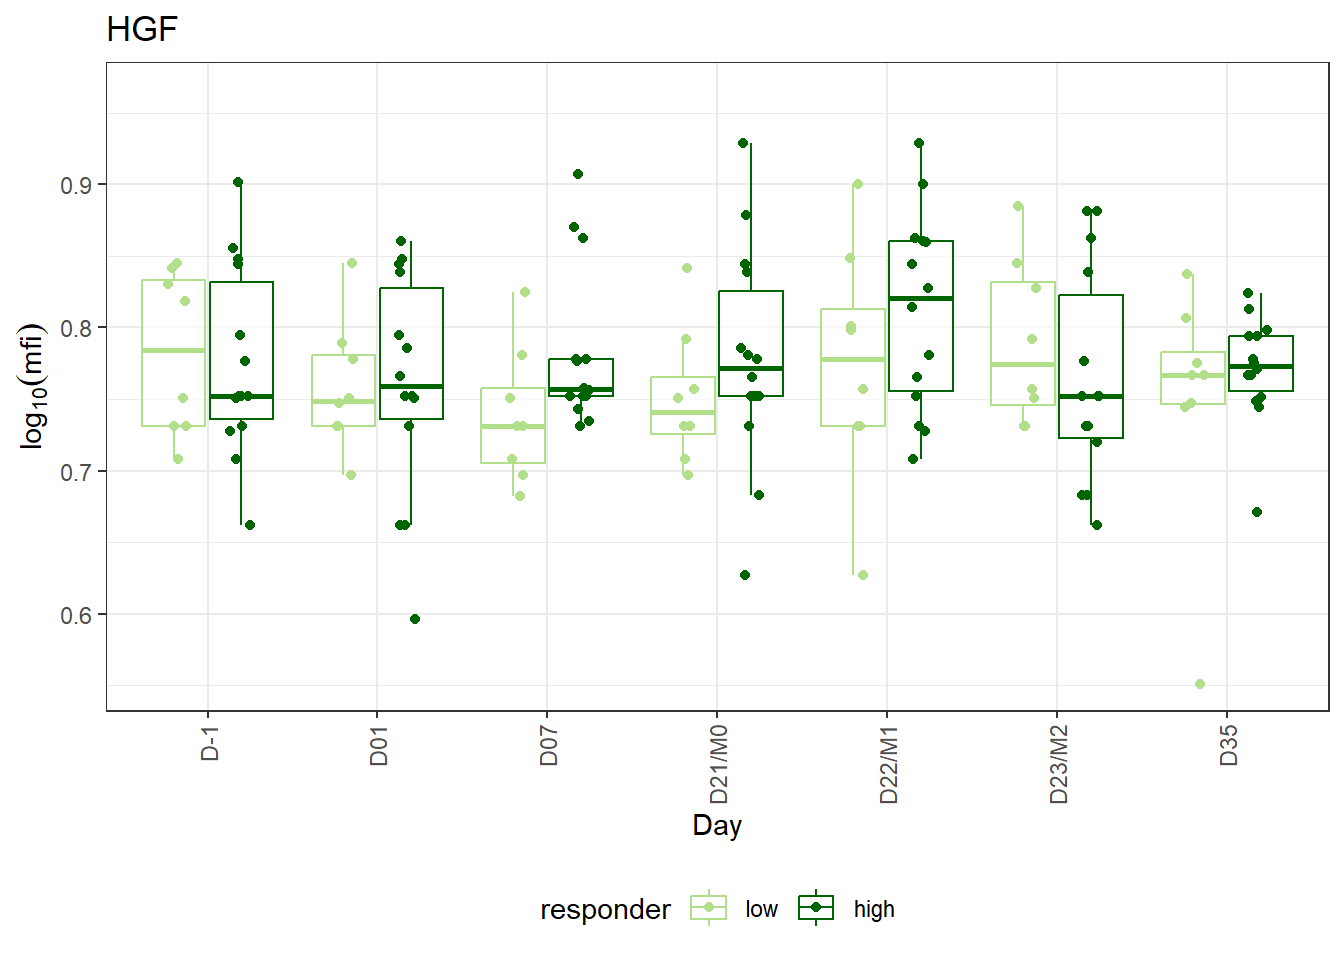 HGF
log10(mfi)
0.9
0.8
0.7
0.6
D-1
D01
D07
D21/M0
D22/M1
D23/M2
D35
Day
responder low high